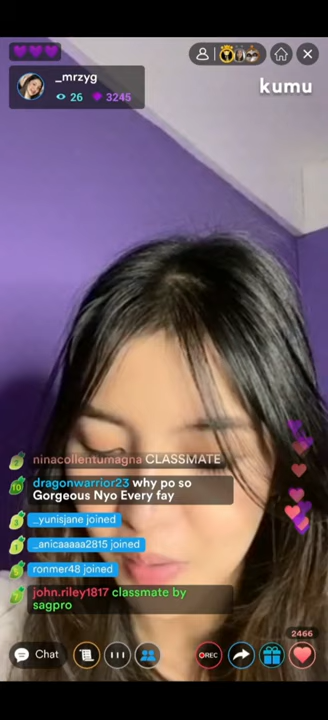 _mrzyg
26 3245
kumu
ninacollentumagna CLASSMATE
dragonwarrior23 why po so
Gorgeous Nyo Every fay
_yunisjane joined
_anicaaaaa2815 joined
ronmer48 joined
john.riley1817 classmate by
sagpro
2466
Chat
REC